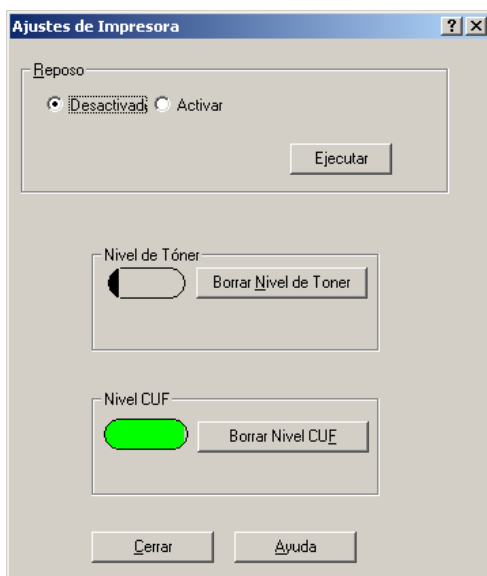 Ajustes de Impresora
Reposo
Desactivad Activar
Ejecutar
Nivel de Tóner
Borrar Nivel de Toner
Nivel CUF
Borrar Nivel CUF
Cerrar Ayuda